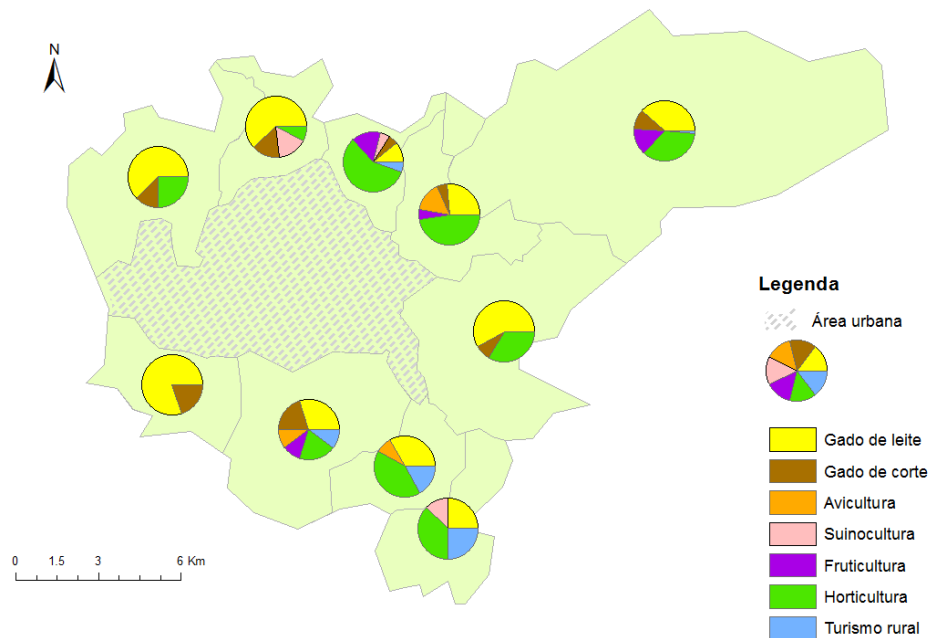 N
Legenda
Área urbana
Gado de leite
Gado de corte
Avicultura
Suinocultura
Fruticultura
Horticultura
Turismo rural
0 1.5 3 6 Km